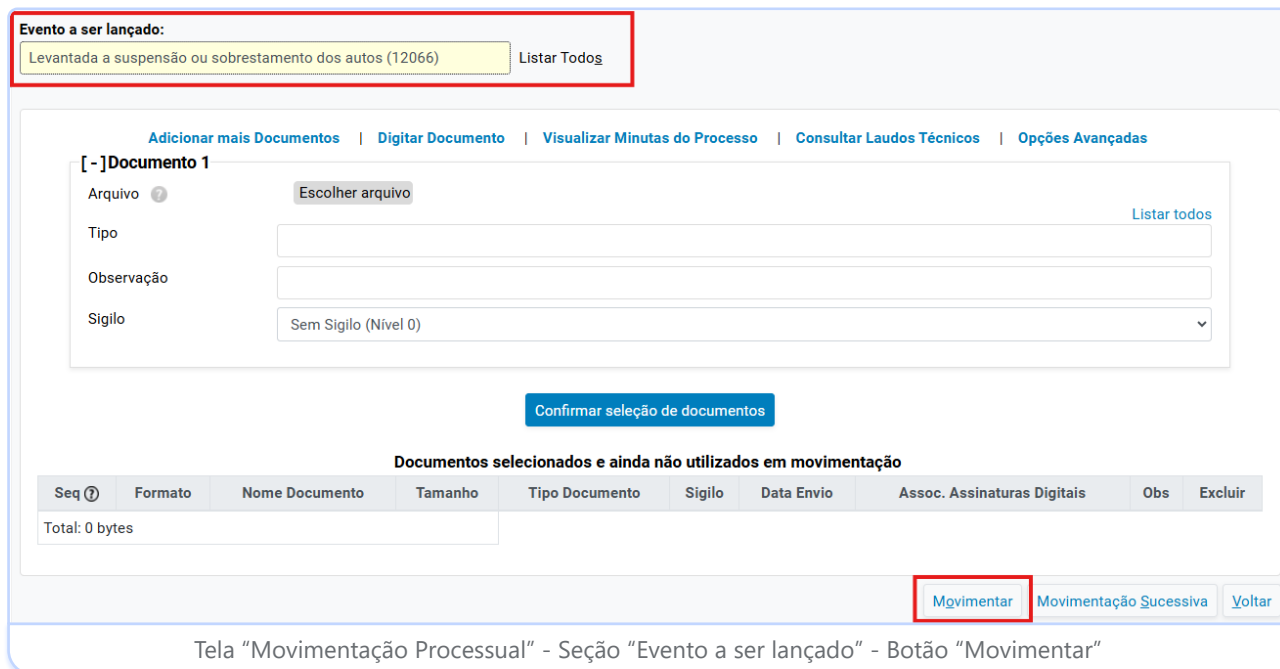 Evento a ser lançado:
Levantada a suspensão ou sobrestamento dos autos (12066) Listar Todos
Adicionar mais Documentos | Digitar Documento | Visualizar Minutas do Processo | Consultar Laudos Técnicos | Opções Avançadas
[-]Documento 1
Arquivo ? Escolher arquivo
Listar todos
Tipo
Observação
Sigilo Sem Sigilo (Nível 0)
Confirmar seleção de documentos
Documentos selecionados e ainda não utilizados em movimentação
Seq ? Formato Nome Documento Tamanho Tipo Documento Sigilo Data Envio Assoc. Assinaturas Digitais Obs Excluir
Total: 0 bytes
Movimentar Movimentação Sucessiva Voltar
Tela “Movimentação Processual” - Seção “Evento a ser lançado” - Botão “Movimentar”